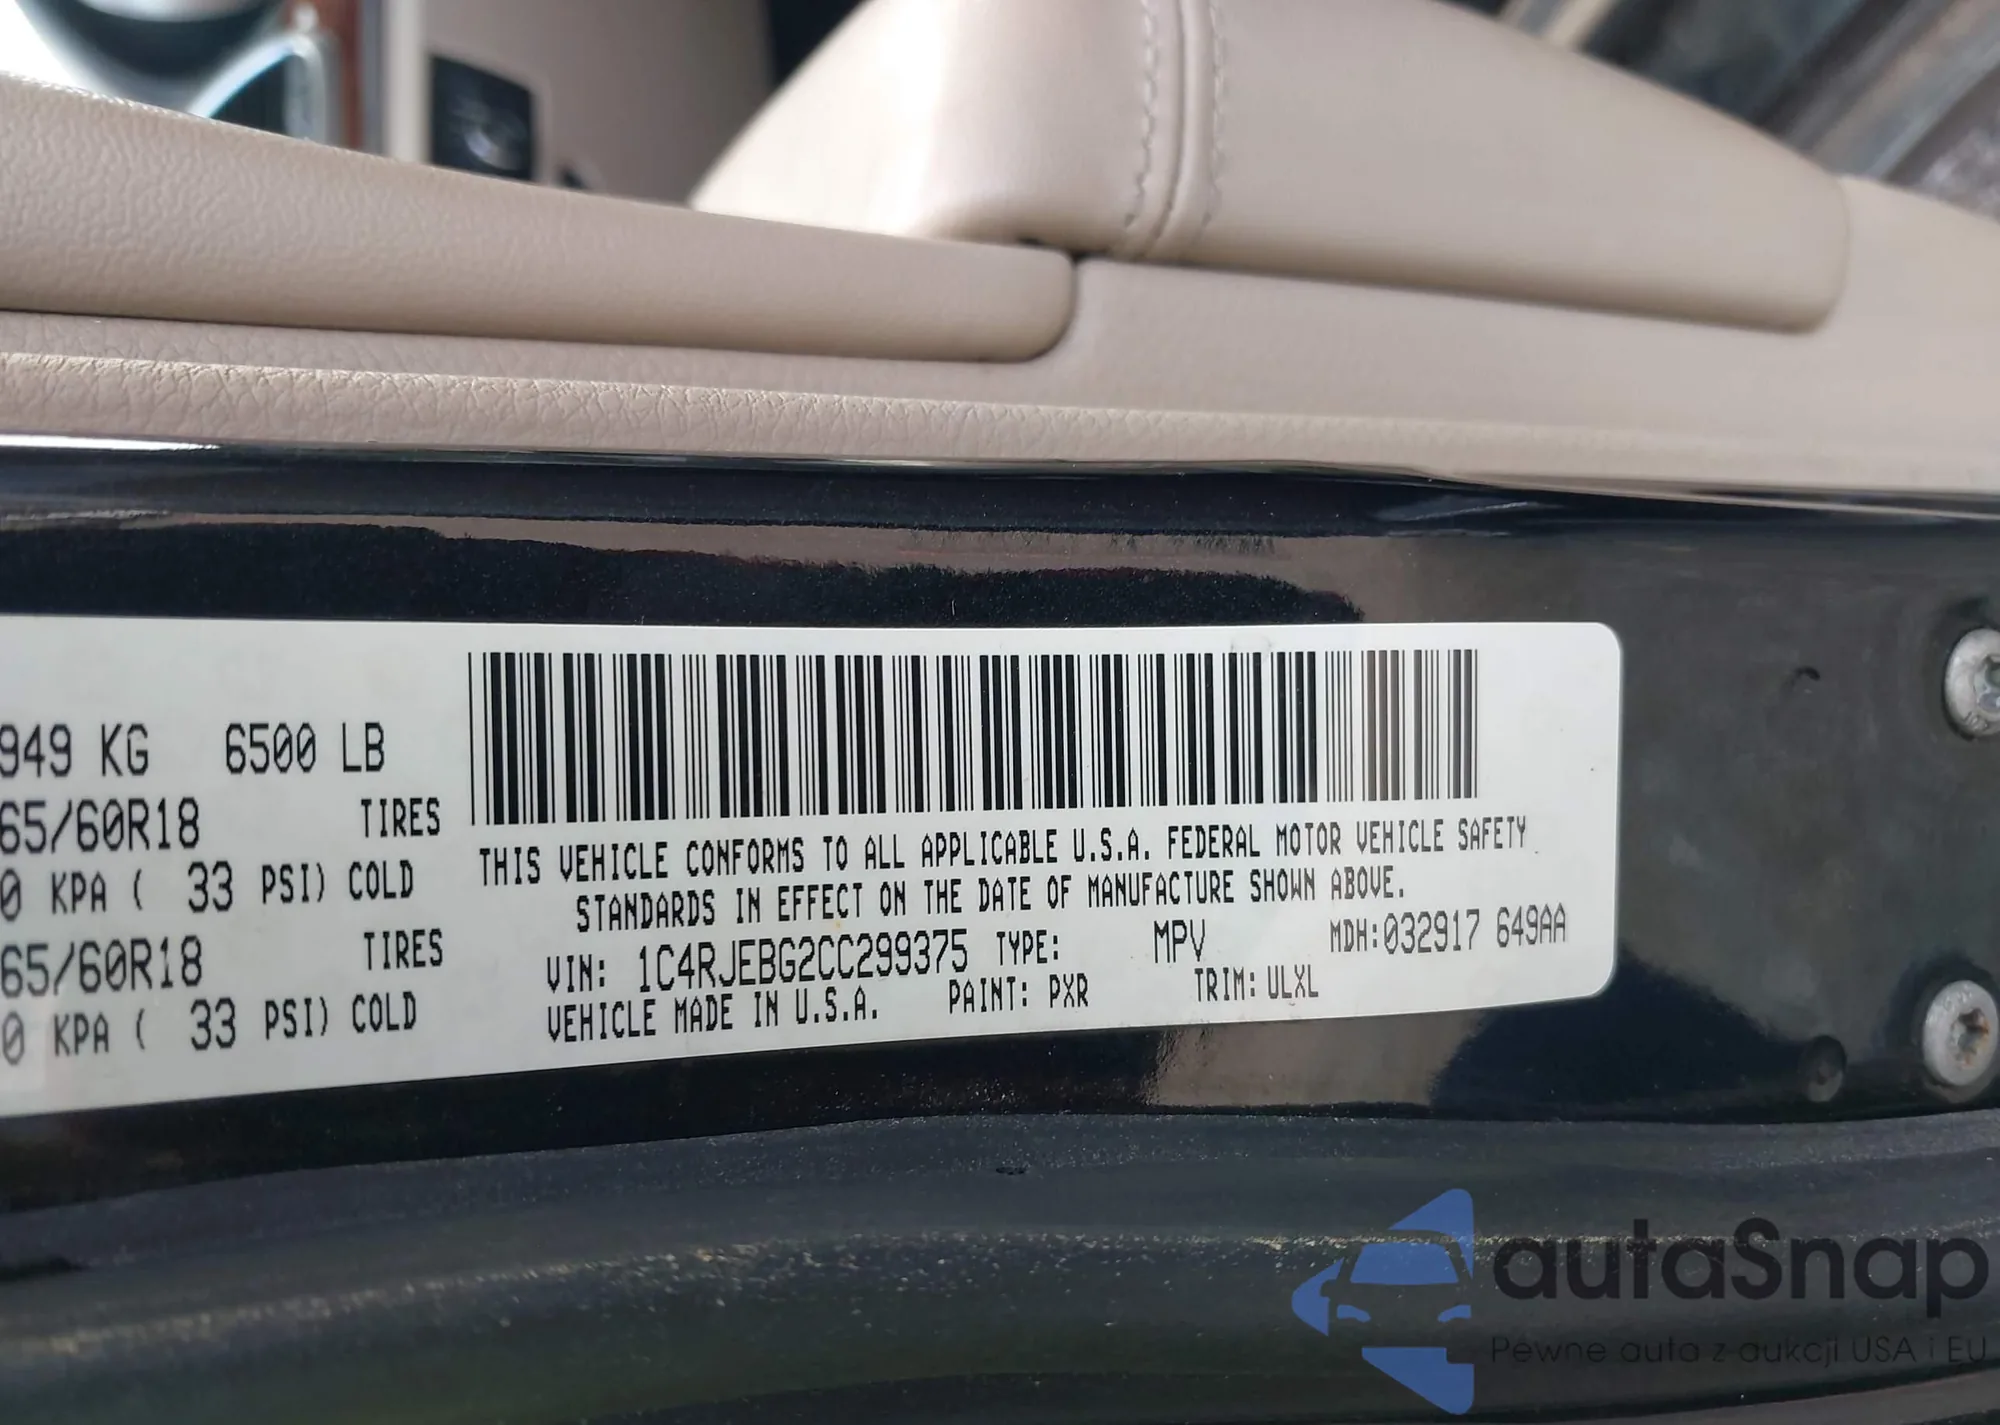 949 KG 6500 LB
65/60R18 TIRES
0 KPA ( 33 PSI) COLD
65/60R18 TIRES
0 KPA ( 33 PSI) COLD
THIS VEHICLE CONFORMS TO ALL APPLICABLE U.S.A. FEDERAL MOTOR VEHICLE SAFETY
STANDARDS IN EFFECT ON THE DATE OF MANUFACTURE SHOWN ABOVE.
VIN: 1C4RJEBG2CC299375 TYPE: MPV MDH:032917 649AA
VEHICLE MADE IN U.S.A. PAINT: PXR TRIM: ULXL
autaSnap
Pewne auta z aukcji USA i EU